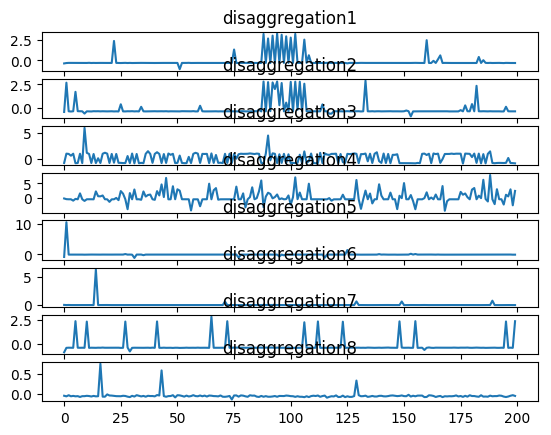 disaggregation1
2.5
0.0
disaggregation2
2.5
0.0
disaggregation3
5
0
disaggregation4
5
0
disaggregation5
10
0
disaggregation6
5
0
disaggregation7
2.5
0.0
disaggregation8
0.5
0.0
0 25 50 75 100 125 150 175 200